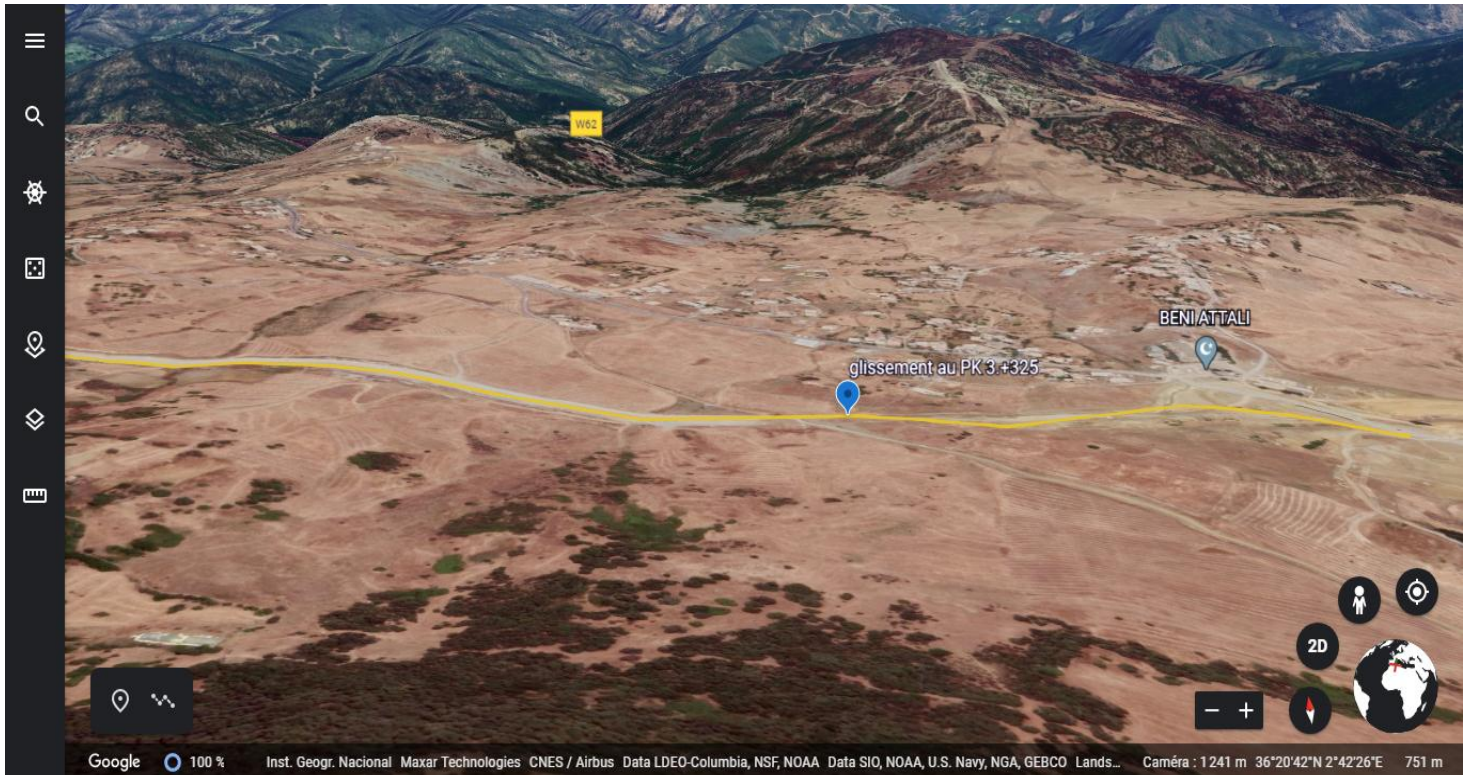 W62
BENI ATTALI
glissement au PK 3.+325
2D
Google 100 % Inst. Geogr. Nacional Maxar Technologies CNES / Airbus Data LDEO-Columbia, NSF, NOAA Data SIO, NOAA, U.S. Navy, NGA, GEBCO Lands... Caméra : 1 241 m 36°20'42"N 2°42'26"E 751 m